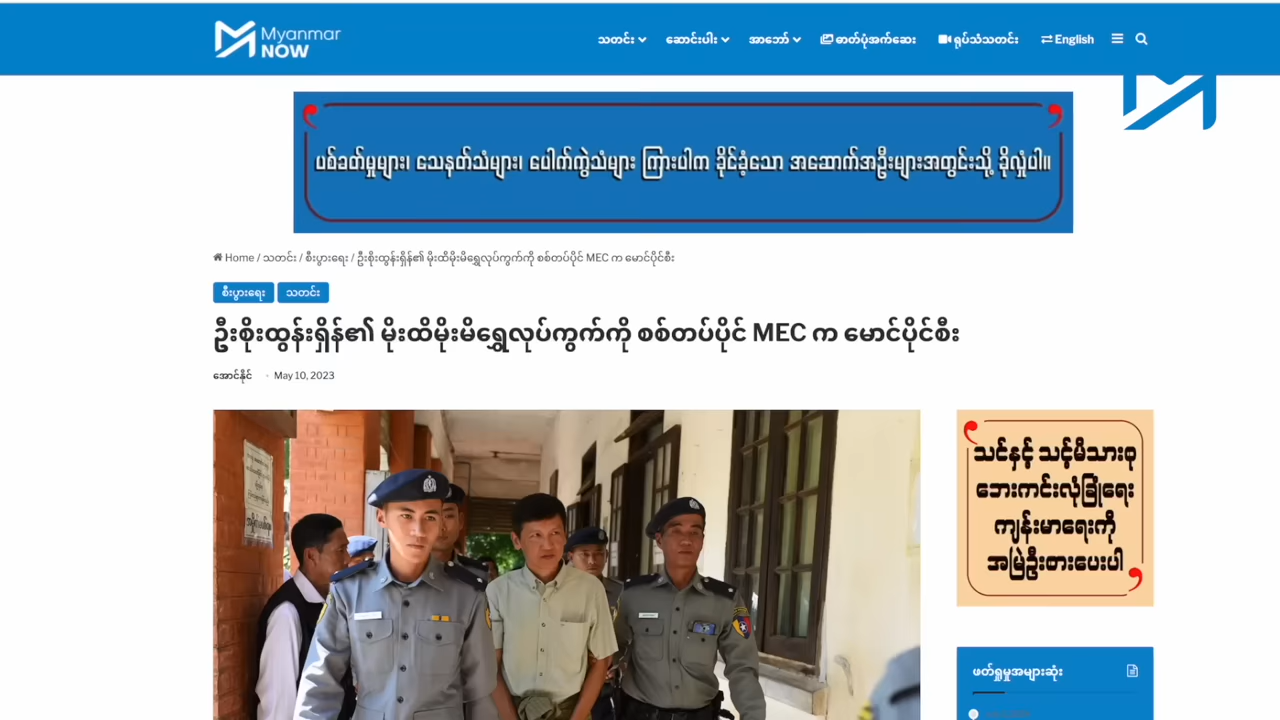 Myanmar
NOW
သတင်း ဆောင်းပါး အာဘော် ဓာတ်ပုံအက်ဆေး ရုပ်သံသတင်း English
ပစ်ခတ်မှုများ၊ သေနတ်သံများ၊ ပေါက်ကွဲသံများ ကြားပါက ခိုင်ခံ့သော အဆောက်အဦးများအတွင်းသို့ ခိုလှုံပါ။
Home / သတင်း / စီးပွားရေး / ဦးစိုးထွန်းရှိန်၏ မိုးထိမိုးမိရွှေလုပ်ကွက်ကို စစ်တပ်ပိုင် MEC က မောင်ပိုင်စီး
စီးပွားရေး သတင်း
ဦးစိုးထွန်းရှိန်၏ မိုးထိမိုးမိရွှေလုပ်ကွက်ကို စစ်တပ်ပိုင် MEC က မောင်ပိုင်စီး
အောင်နိုင် • May 10, 2023
သင်နှင့် သင့်မိသားစု
ဘေးကင်းလုံခြုံရေး
ကျန်းမာရေးကို
အမြဲဦးစားပေးပါ
ဖတ်ရှုမှုအများဆုံး